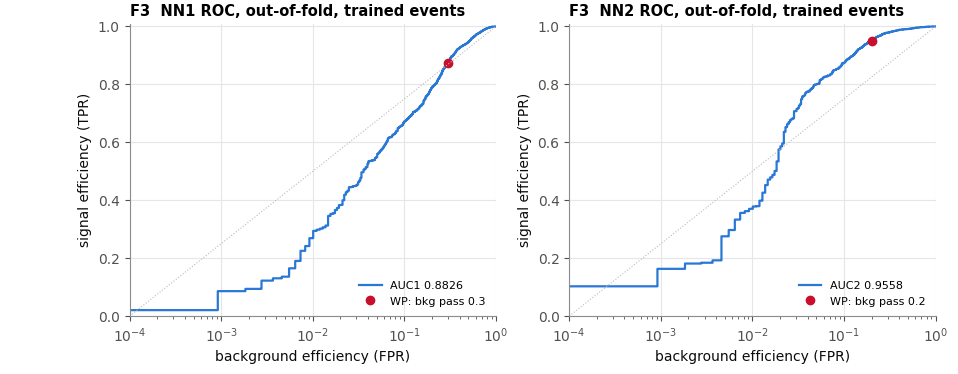 F3  NN1 ROC, out-of-fold, trained events
signal efficiency (TPR)
1.0
0.8
0.6
0.4
0.2
0.0
AUC1 0.8826
WP: bkg pass 0.3
10⁻⁴ 10⁻³ 10⁻² 10⁻¹ 10⁰
background efficiency (FPR)
F3  NN2 ROC, out-of-fold, trained events
signal efficiency (TPR)
1.0
0.8
0.6
0.4
0.2
0.0
AUC2 0.9558
WP: bkg pass 0.2
10⁻⁴ 10⁻³ 10⁻² 10⁻¹ 10⁰
background efficiency (FPR)